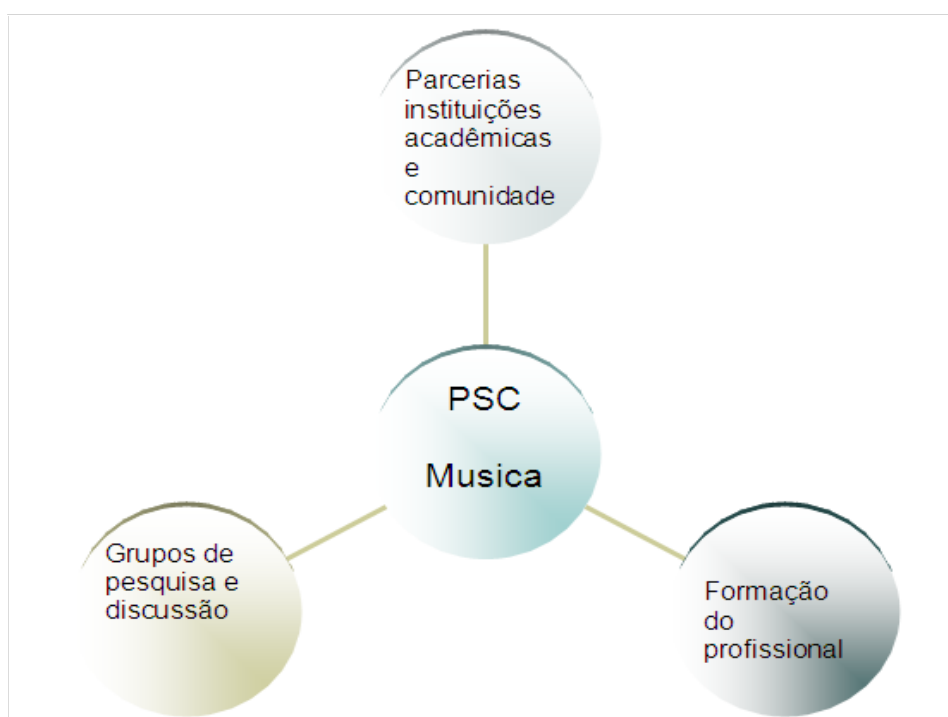 Parcerias
instituições
acadêmicas
e
comunidade
PSC
Musica
Grupos de
pesquisa e
discussão
Formação
do
profissional